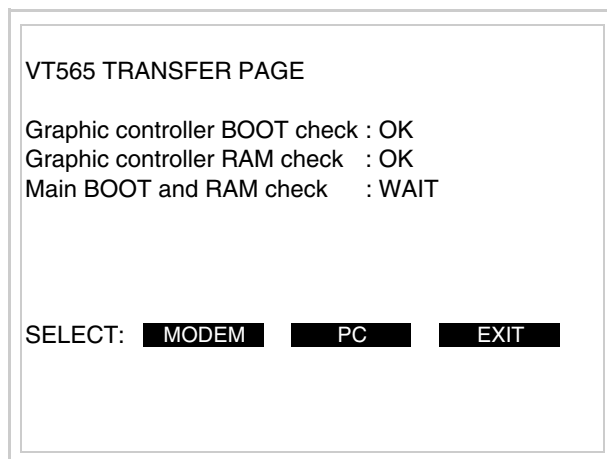 VT565 TRANSFER PAGE
Graphic controller BOOT check : OK
Graphic controller RAM check : OK
Main BOOT and RAM check : WAIT
SELECT: MODEM PC EXIT